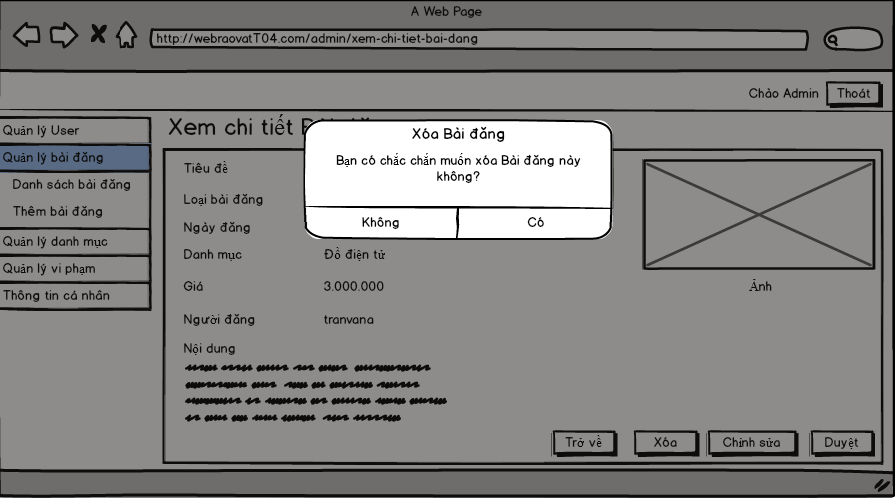 A Web Page
http://webraovatT04.com/admin/xem-chi-tiet-bai-dang
Chào Admin
Thoát
Quản lý User
Quản lý bài đăng
Danh sách bài đăng
Thêm bài đăng
Quản lý danh mục
Quản lý vi phạm
Thông tin cá nhân
Xem chi tiết
Xóa Bài đăng
Bạn có chắc chắn muốn xóa Bài đăng này
không?
Không
Có
Tiêu đề
Loại bài đăng
Ngày đăng
Danh mục
Đồ điện tử
Giá
3.000.000
Người đăng
tranvana
Nội dung
Ảnh
Trở về
Xóa
Chỉnh sửa
Duyệt